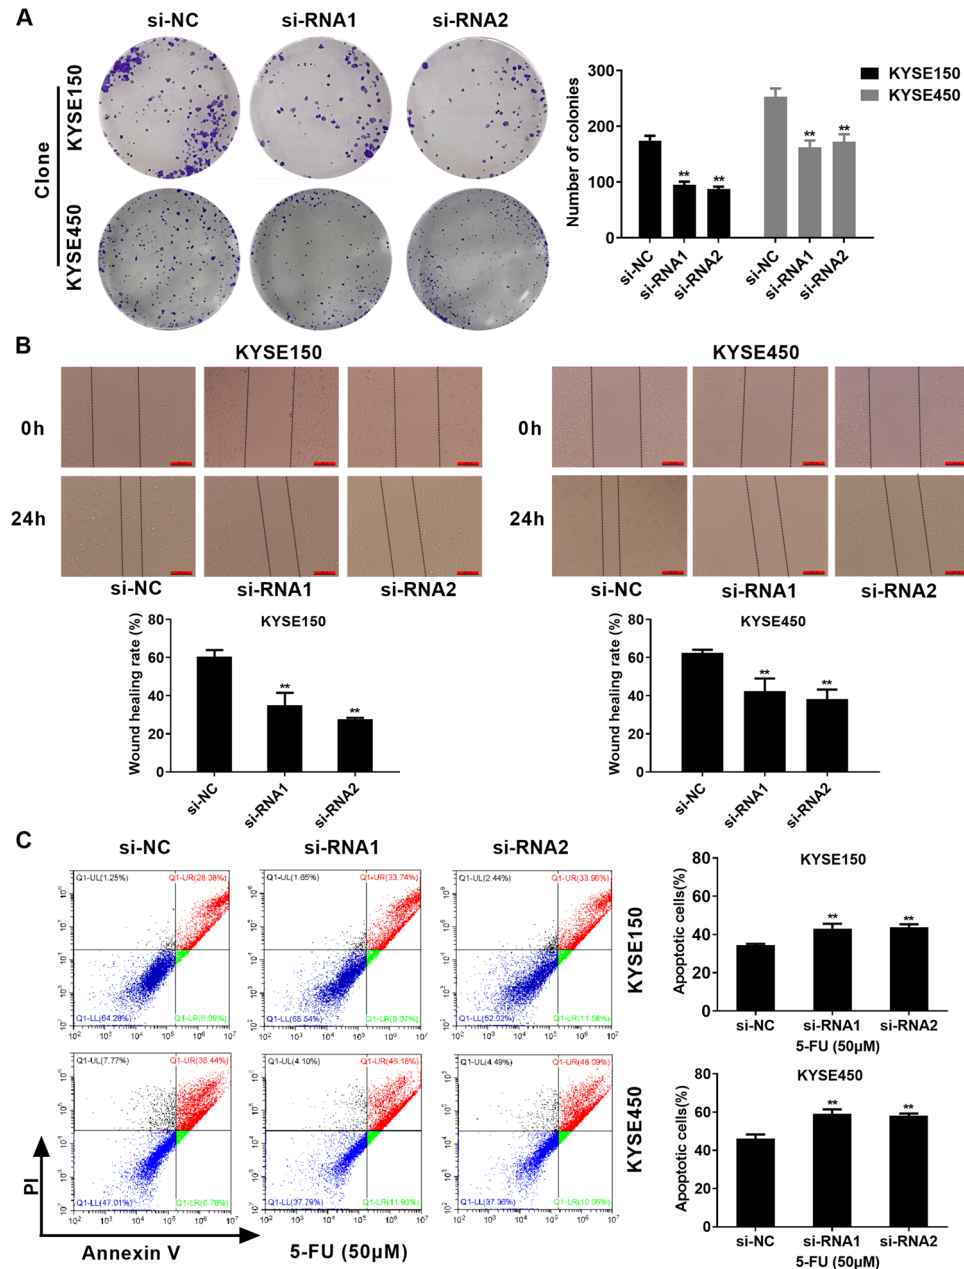 A
si-NC
si-RNA1
si-RNA2
Clone
KYSE150
KYSE450
Number of colonies
300
200
100
0
KYSE150
KYSE450
**
**
**
**
si-NC
si-RNA1
si-RNA2
si-NC
si-RNA1
si-RNA2
B
KYSE150
KYSE450
0h
0h
24h
24h
si-NC
si-RNA1
si-RNA2
si-NC
si-RNA1
si-RNA2
KYSE150
Wound healing rate (%)
80
60
40
20
0
**
**
si-NC
si-RNA1
si-RNA2
KYSE450
Wound healing rate (%)
80
60
40
20
0
**
**
si-NC
si-RNA1
si-RNA2
C
si-NC
si-RNA1
si-RNA2
Q1-UL(1.25%)
Q1-UR(28.38%)
Q1-LL(64.28%)
Q1-LR(6.09%)
Q1-UL(1.65%)
Q1-UR(33.74%)
Q1-LL(55.54%)
Q1-LR(9.07%)
Q1-UL(2.44%)
Q1-UR(33.96%)
Q1-LL(52.02%)
Q1-LR(11.58%)
KYSE150
Q1-UL(7.77%)
Q1-UR(38.44%)
Q1-LL(47.01%)
Q1-LR(6.78%)
Q1-UL(4.10%)
Q1-UR(46.18%)
Q1-LL(37.79%)
Q1-LR(11.93%)
Q1-UL(4.49%)
Q1-LL(37.36%)
KYSE450
PI
Annexin V
5-FU (50μM)
KYSE150
Apoptotic cells(%)
80
60
40
20
0
**
**
si-NC
si-RNA1
si-RNA2
5-FU (50μM)
KYSE450
Apoptotic cells(%)
80
60
40
20
0
**
**
si-NC
si-RNA1
si-RNA2
5-FU (50μM)